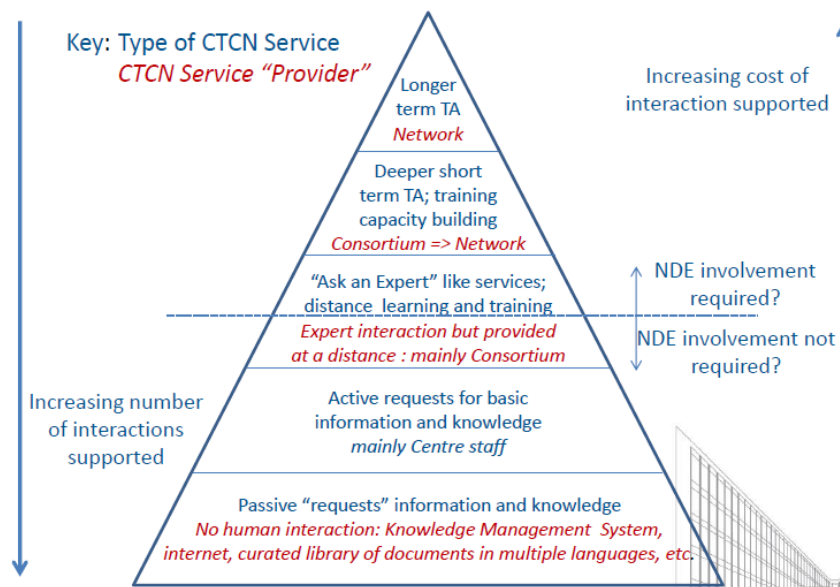 Key: Type of CTCN Service
CTCN Service “Provider”
Increasing cost of
interaction supported
Longer
term TA
Network
Deeper short
term TA; training
capacity building
Consortium => Network
“Ask an Expert” like services;
distance learning and training
Expert interaction but provided
at a distance : mainly Consortium
NDE involvement
required?
NDE involvement not
required?
Increasing number
of interactions
supported
Active requests for basic
information and knowledge
mainly Centre staff
Passive “requests” information and knowledge
No human interaction: Knowledge Management System,
internet, curated library of documents in multiple languages, etc.